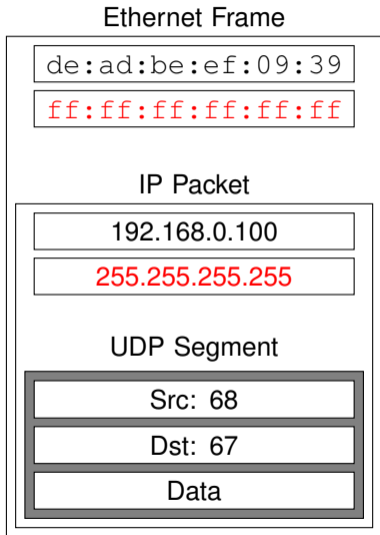 Ethernet Frame
de:ad:be:ef:09:39
ff:ff:ff:ff:ff:ff
IP Packet
192.168.0.100
255.255.255.255
UDP Segment
Src: 68
Dst: 67
Data